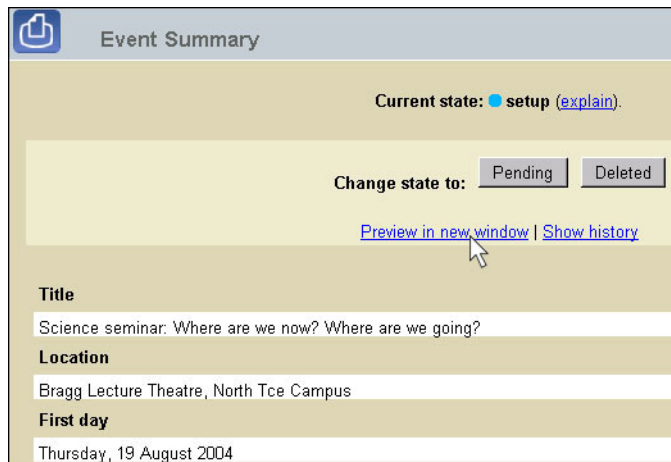 Event Summary
Current state: setup (explain).
Change state to: Pending Deleted
Preview in new window | Show history
Title
Science seminar: Where are we now? Where are we going?
Location
Bragg Lecture Theatre, North Tce Campus
First day
Thursday, 19 August 2004